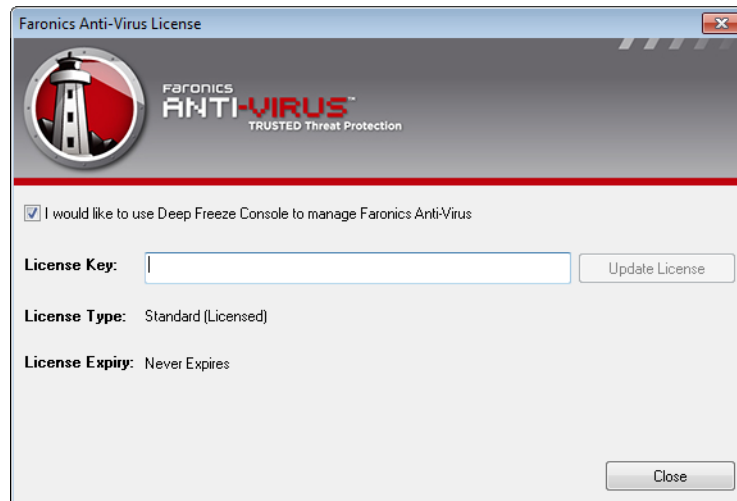 Faronics Anti-Virus License
Faronics
ANTI-VIRUS™
TRUSTED Threat Protection
I would like to use Deep Freeze Console to manage Faronics Anti-Virus
License Key:
Update License
License Type: Standard (Licensed)
License Expiry: Never Expires
Close